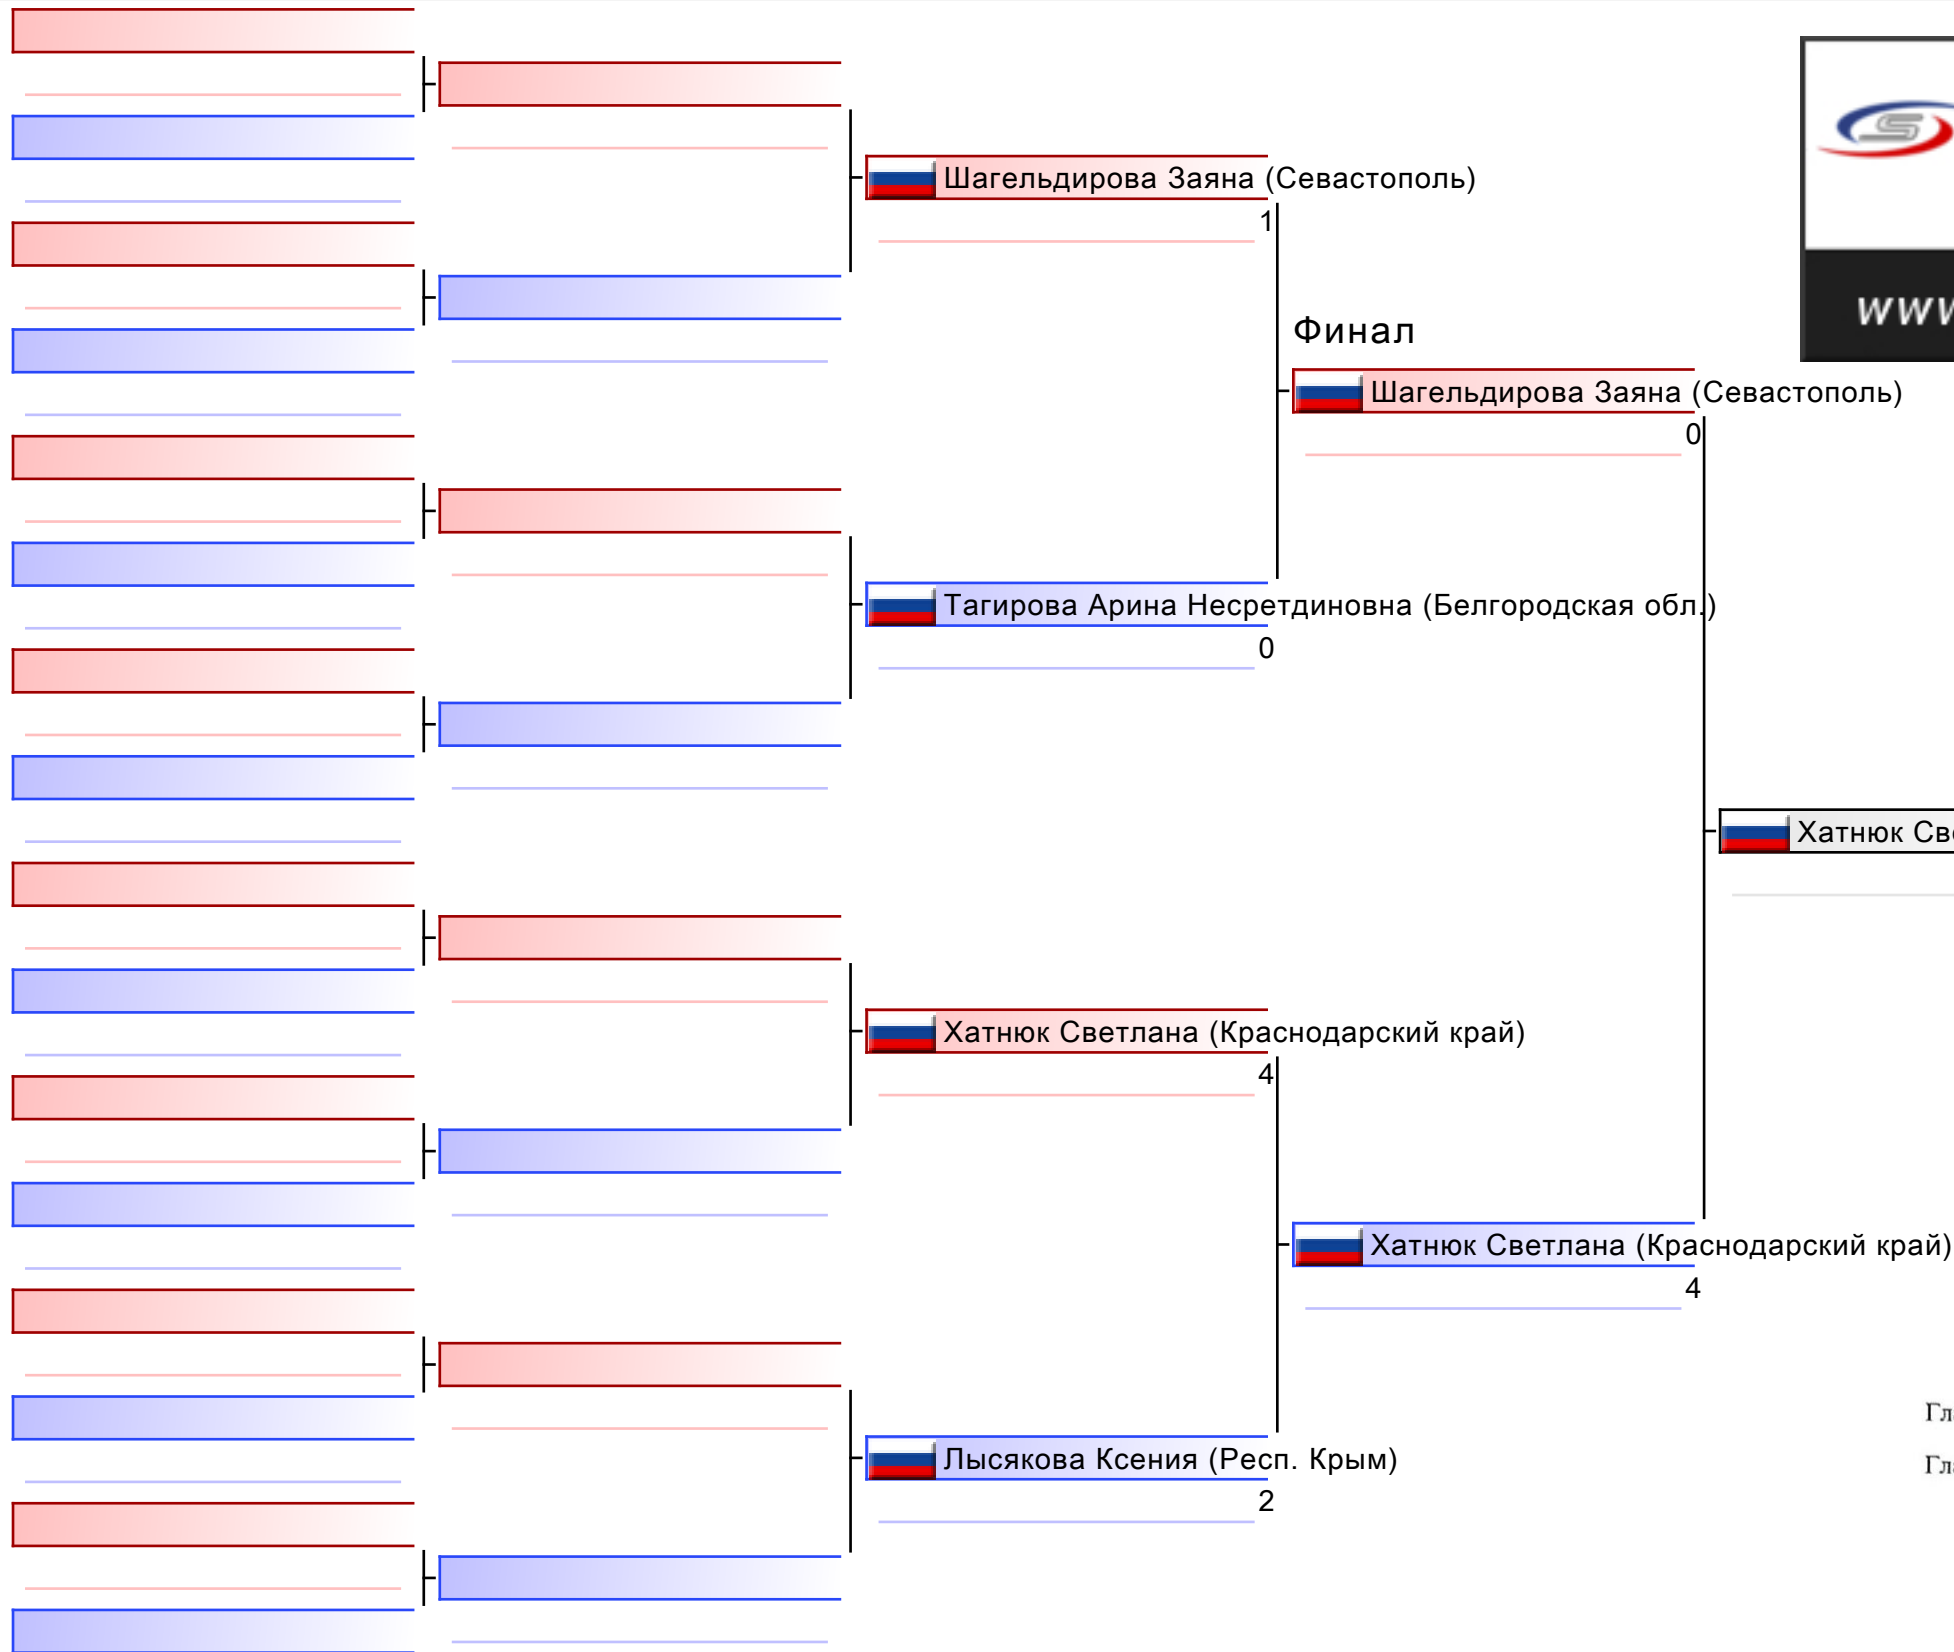 Шагельдирова Заяна (Севастополь)
1
Финал
Шагельдирова Заяна (Севастополь)
0
Тагирова Арина Несретдиновна (Белгородская обл.)
0
Хатнюк
Хатнюк Светлана (Краснодарский край)
4
Хатнюк Светлана (Краснодарский край)
4
Лысякова Ксения (Респ. Крым)
2